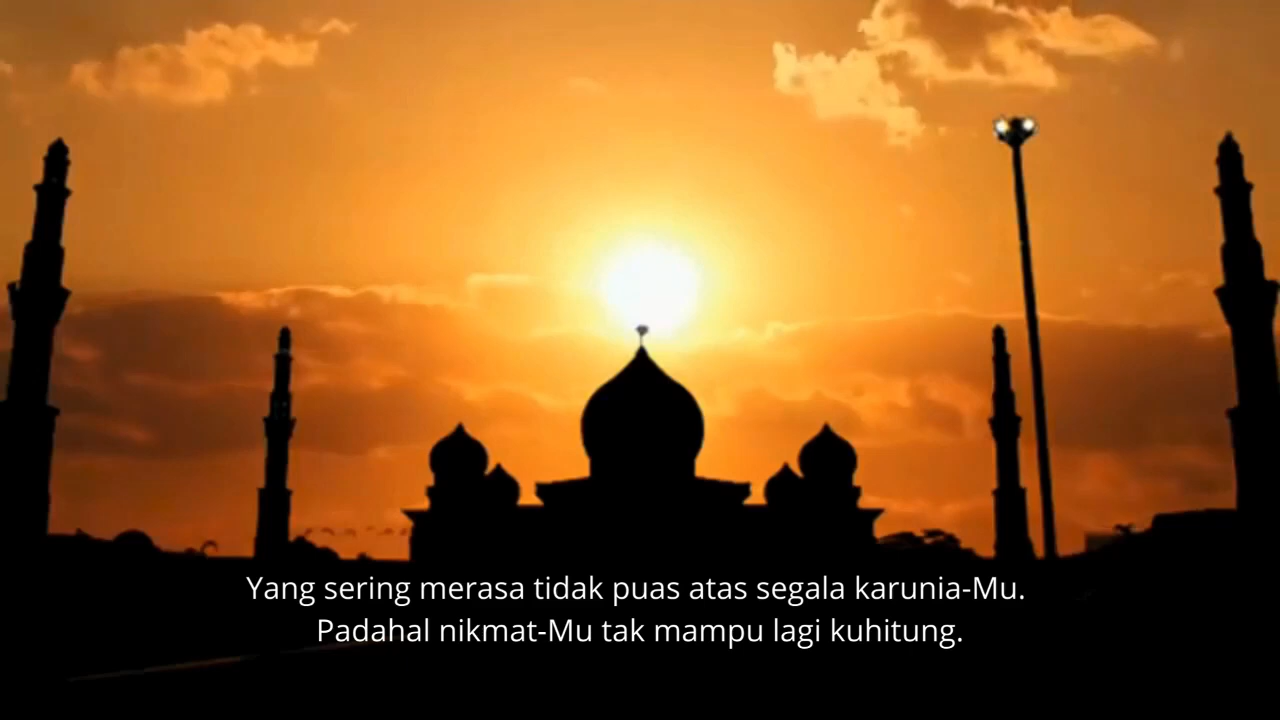 Yang sering merasa tidak puas atas segala karunia-Mu.
Padahal nikmat-Mu tak mampu lagi kuhitung.